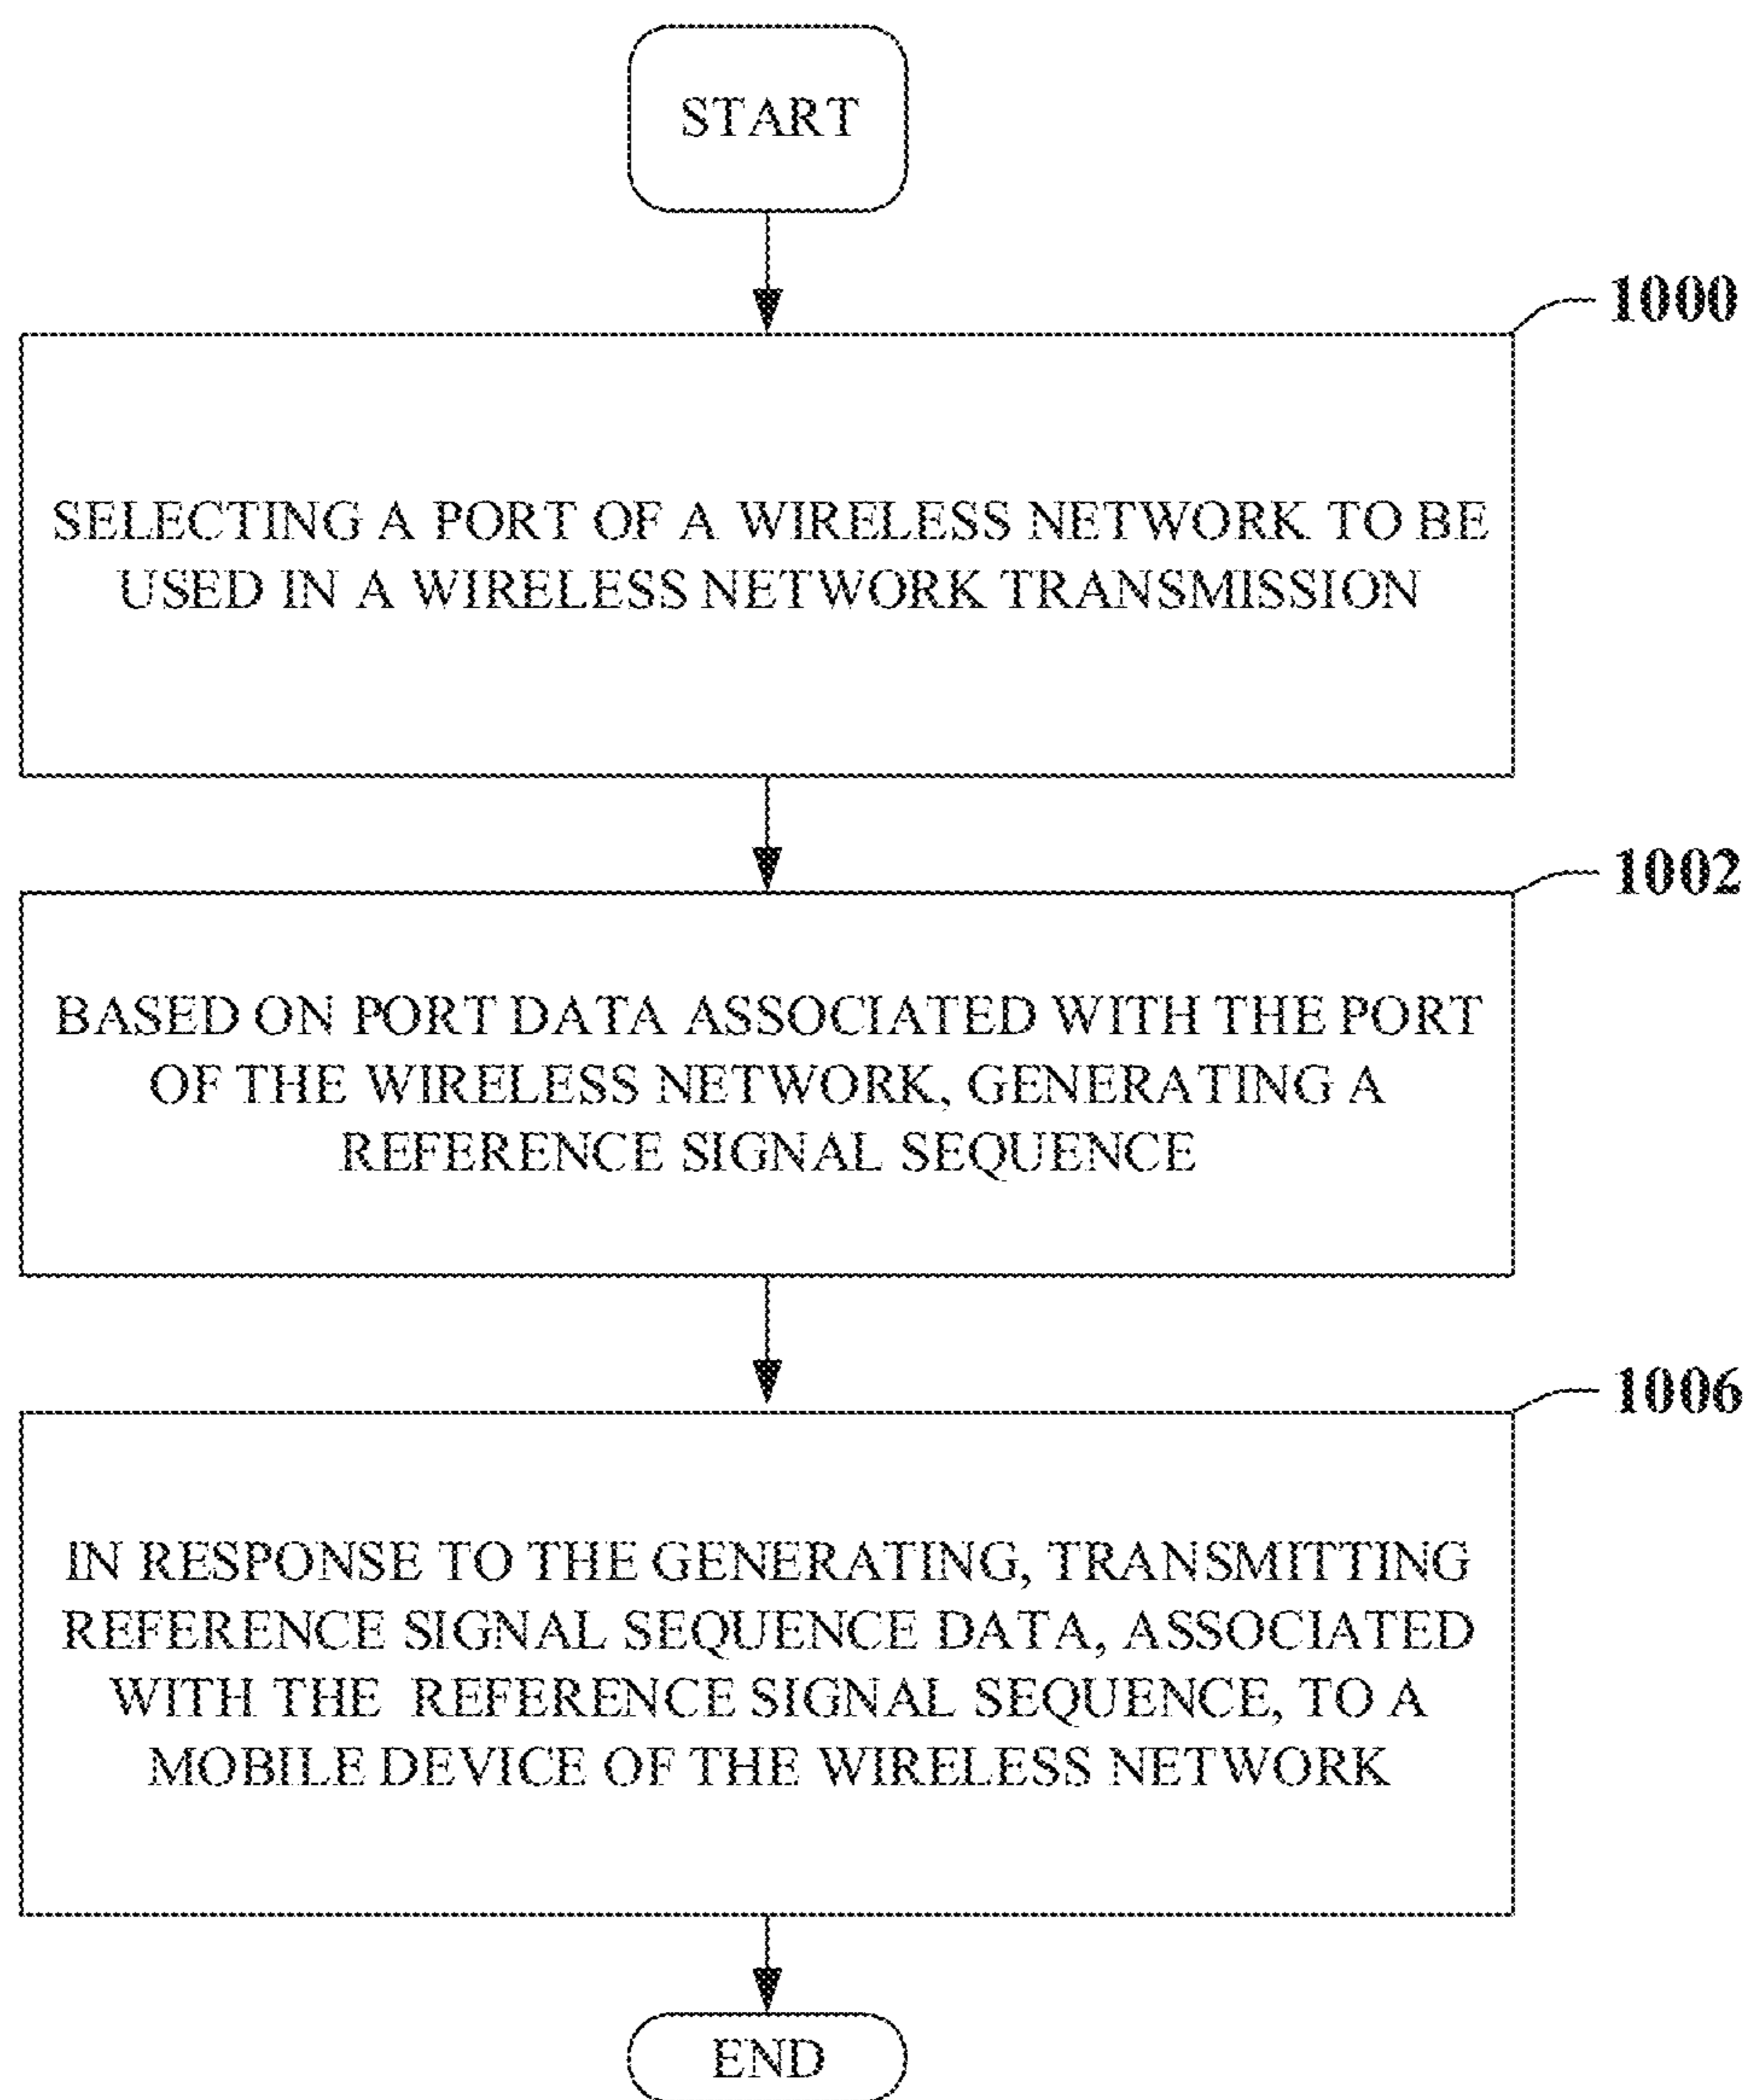 START
1000
SELECTING A PORT OF A WIRELESS NETWORK TO BE
USED IN A WIRELESS NETWORK TRANSMISSION
1002
BASED ON PORT DATA ASSOCIATED WITH THE PORT
OF THE WIRELESS NETWORK, GENERATING A
REFERENCE SIGNAL SEQUENCE
1006
IN RESPONSE TO THE GENERATING, TRANSMITTING
REFERENCE SIGNAL SEQUENCE DATA, ASSOCIATED
WITH THE REFERENCE SIGNAL SEQUENCE, TO A
MOBILE DEVICE OF THE WIRELESS NETWORK
END